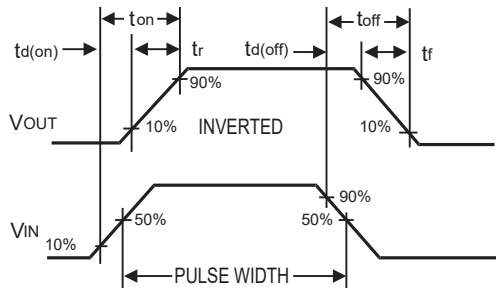 ton
toff
td(on)
tr
td(off)
tf
90%
90%
VOUT
10%
INVERTED
10%
90%
VIN
50%
50%
10%
PULSE WIDTH